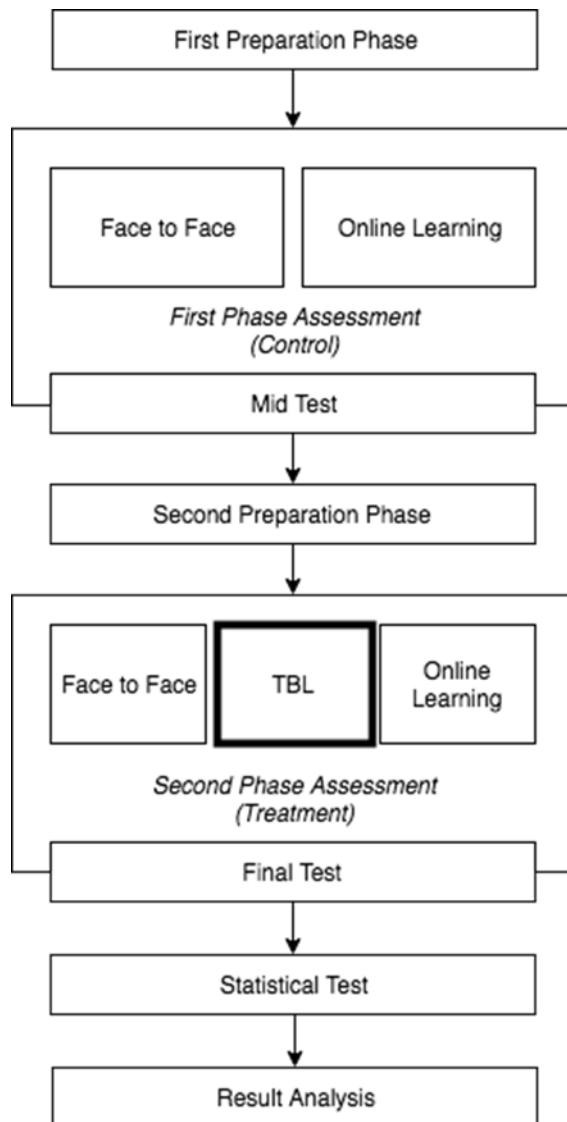 First Preparation Phase
Face to Face
Online Learning
First Phase Assessment
(Control)
Mid Test
Second Preparation Phase
Face to Face
TBL
Online
Learning
Second Phase Assessment
(Treatment)
Final Test
Statistical Test
Result Analysis